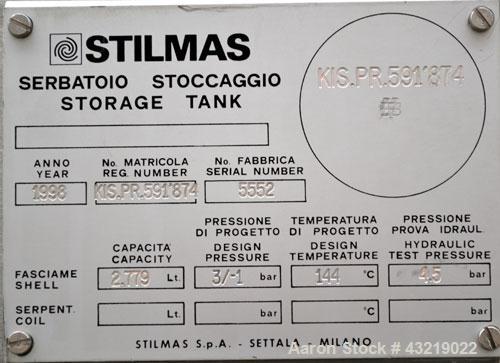 STILMAS
SERBATOIO STOCCAGGIO
STORAGE TANK
KIS.PR.591'874
ANNO
YEAR
1998
No. MATRICOLA
REG. NUMBER
KIS.PR.591'874
No. FABBRICA
SERIAL NUMBER
5552
CAPACITÀ
CAPACITY
PRESSIONE
DI PROGETTO
DESIGN
PRESSURE
TEMPERATURA
DI PROGETTO
DESIGN
TEMPERATURE
PRESSIONE
PROVA IDRAUL.
HYDRAULIC
TEST PRESSURE
FASCIAME
SHELL
2.779 Lt. 3/-1 bar 144 °C 4.5 bar
SERPENT.
COIL
Lt. bar °C bar
STILMAS S.p.A. - SETTALA - MILANO
Aaron Stock # 43219022